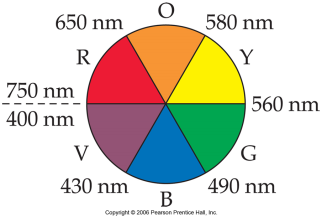 O
650 nm
580 nm
R
Y
750 nm
400 nm
560 nm
V
G
430 nm
490 nm
B
Copyright © 2006 Pearson Prentice Hall, Inc.